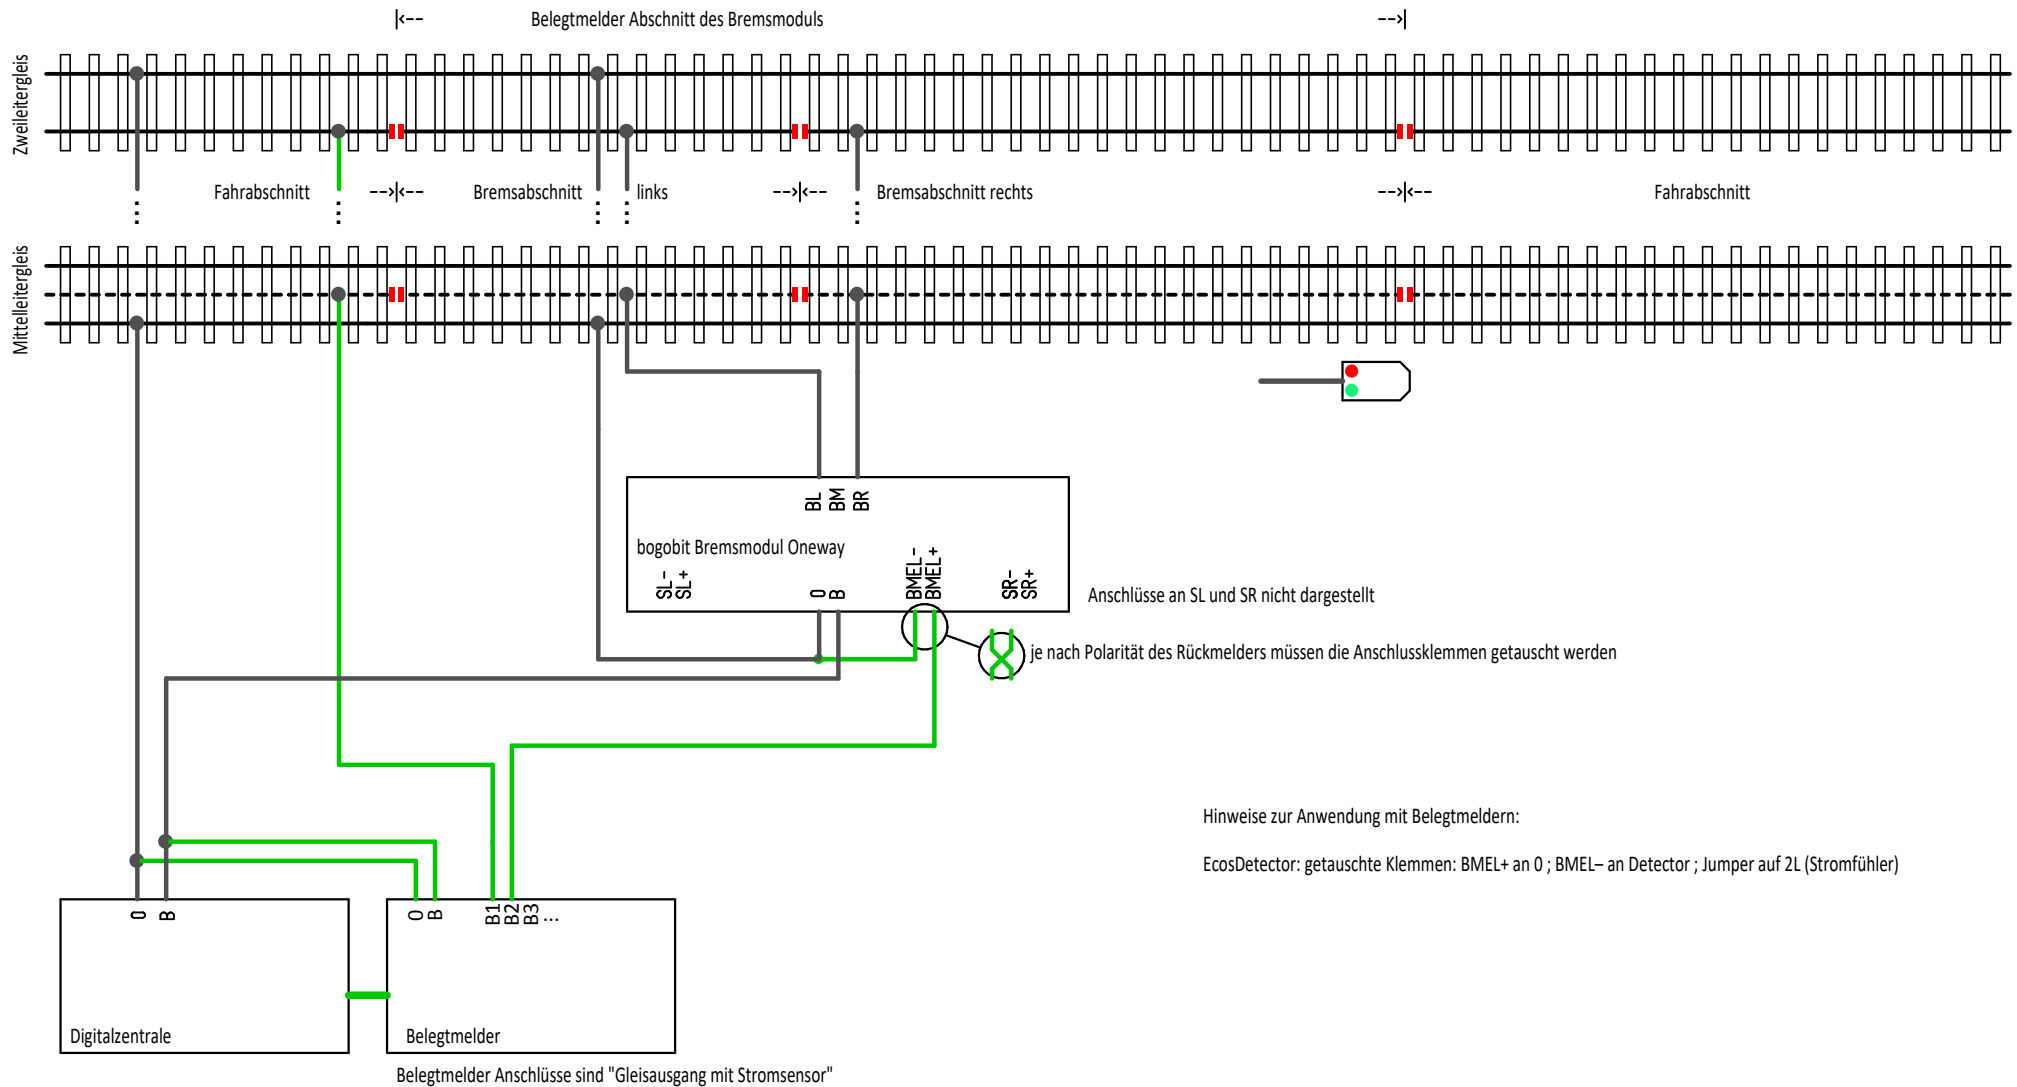 |<-- Belegtmelder Abschnitt des Bremsmoduls -->|
Zweileitergleis
Fahrabschnitt -->|<-- Bremsabschnitt links -->|<-- Bremsabschnitt rechts -->|<-- Fahrabschnitt
Mittelleitergleis
BL
BM
BR
bogobit Bremsmodul Oneway
SL-
SL+
0
B
BMEL-
BMEL+
SR-
SR+
Anschlüsse an SL und SR nicht dargestellt
je nach Polarität des Rückmelders müssen die Anschlussklemmen getauscht werden
Hinweise zur Anwendung mit Belegtmeldern:
EcosDetector: getauschte Klemmen: BMEL+ an 0 ; BMEL– an Detector ; Jumper auf 2L (Stromfühler)
0
B
Digitalzentrale
0
B
B1
B2
B3 ...
Belegtmelder
Belegtmelder Anschlüsse sind "Gleisausgang mit Stromsensor"